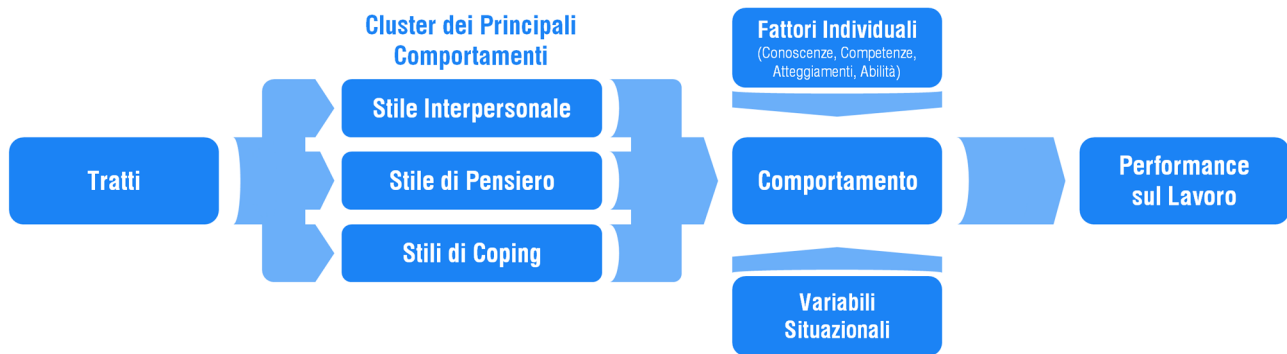 Cluster dei Principali
Comportamenti
Tratti
Stile Interpersonale
Stile di Pensiero
Stili di Coping
Fattori Individuali
(Conoscenze, Competenze,
Atteggiamenti, Abilità)
Comportamento
Variabili
Situazionali
Performance
sul Lavoro